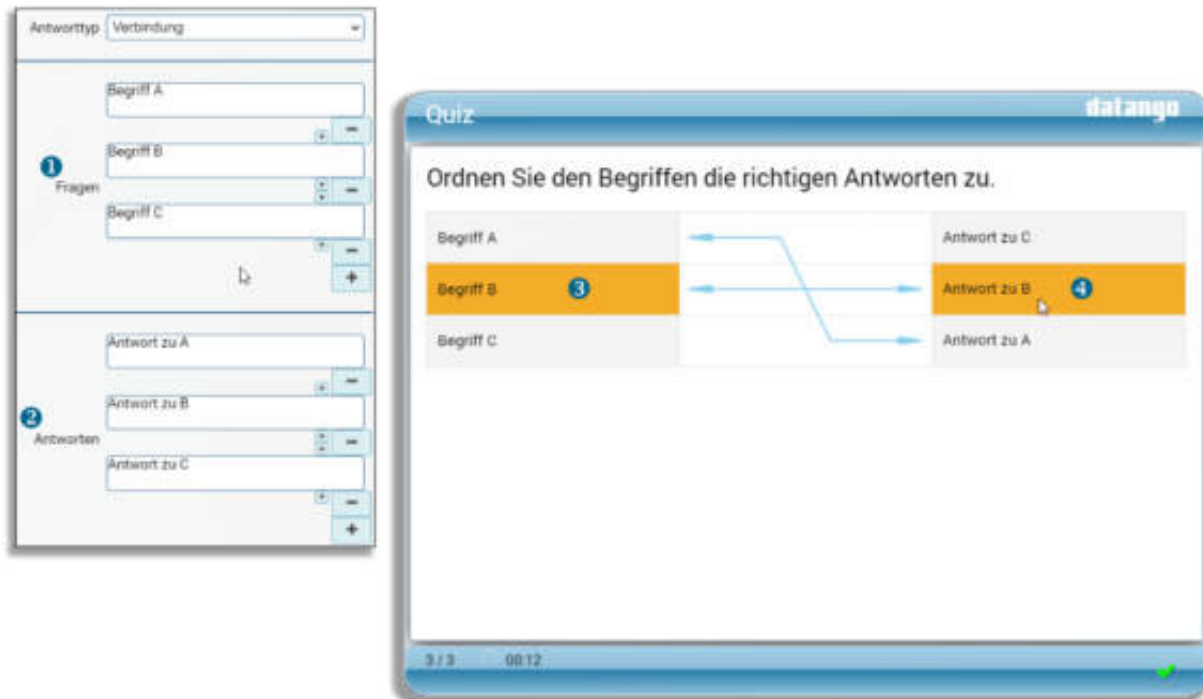 Antworttyp Verbindung
Begriff A
−
1
Begriff B
Fragen
−
Begriff C
−
+
Antwort zu A
−
2
Antwort zu B
Antworten
−
Antwort zu C
−
+
Quiz datango
Ordnen Sie den Begriffen die richtigen Antworten zu.
Begriff A Antwort zu C
Begriff B 3 Antwort zu B 4
Begriff C Antwort zu A
3 / 3 00:12